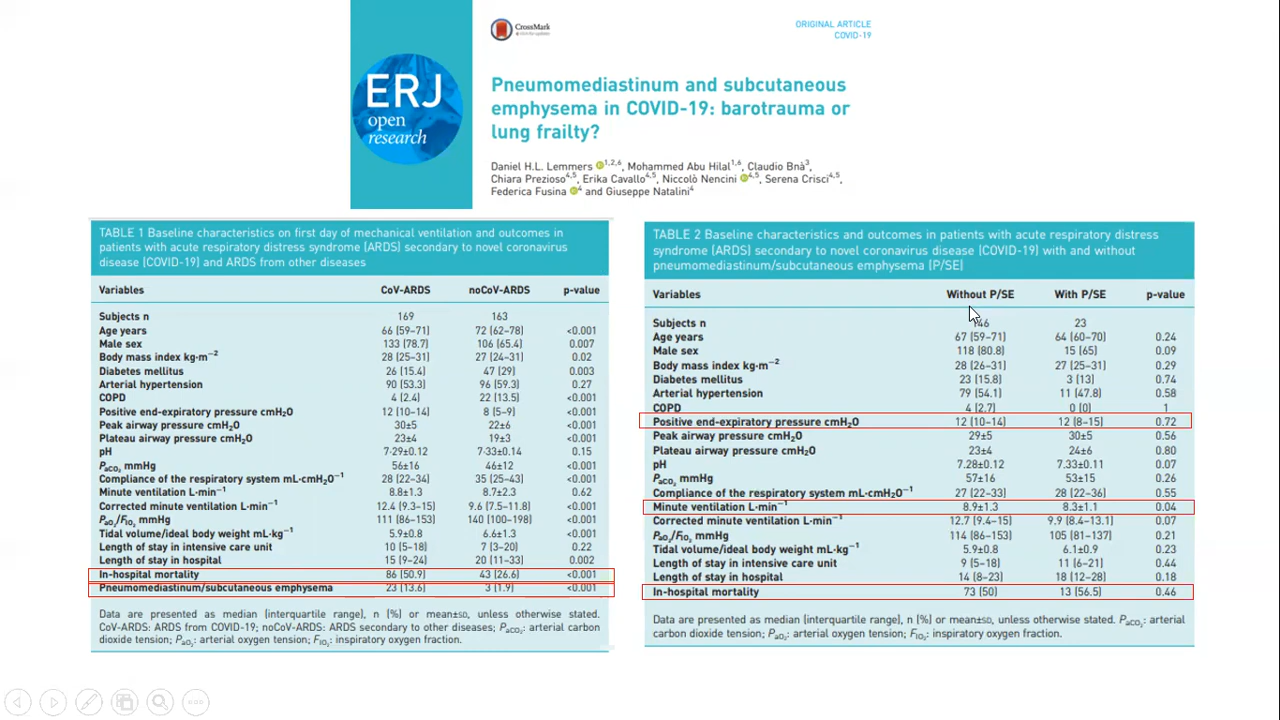 CrossMark
ORIGINAL ARTICLE
COVID-19
ERJ
open
research
Pneumomediastinum and subcutaneous
emphysema in COVID-19: barotrauma or
lung frailty?
Daniel H.L. Lemmers 1,2,6, Mohammed Abu Hilal1,6, Claudio Bnà3,
Chiara Prezioso4,5, Erika Cavallo4,5, Niccolò Nencini 4,5, Serena Crisci4,5,
Federica Fusina 4 and Giuseppe Natalini4
TABLE 1 Baseline characteristics on first day of mechanical ventilation and outcomes in
patients with acute respiratory distress syndrome (ARDS) secondary to novel coronavirus
disease (COVID-19) and ARDS from other diseases
Variables CoV-ARDS noCoV-ARDS p-value
Subjects n 169 163
Age years 66 (59–71) 72 (62–78) <0.001
Male sex 133 (78.7) 106 (65.4) 0.007
Body mass index kg·m−2 28 (25–31) 27 (24–31) 0.02
Diabetes mellitus 26 (15.4) 47 (29) 0.003
Arterial hypertension 90 (53.3) 96 (59.3) 0.27
COPD 4 (2.4) 22 (13.5) <0.001
Positive end-expiratory pressure cmH2O 12 (10–14) 8 (5–9) <0.001
Peak airway pressure cmH2O 30±5 22±6 <0.001
Plateau airway pressure cmH2O 23±4 19±3 <0.001
pH 7·29±0.12 7·33±0.14 0.15
PaCO2 mmHg 56±16 46±12 <0.001
Compliance of the respiratory system mL·cmH2O−1 28 (22–34) 35 (25–43) <0.001
Minute ventilation L·min−1 8.8±1.3 8.7±2.3 0.62
Corrected minute ventilation L·min−1 12.4 (9.3–15) 9.6 (7.5–11.8) <0.001
PaO2/FIO2 mmHg 111 (86–153) 140 (100–198) <0.001
Tidal volume/ideal body weight mL·kg−1 5.9±0.8 6.6±1.3 <0.001
Length of stay in intensive care unit 10 (5–18) 7 (3–20) 0.22
Length of stay in hospital 15 (9–24) 20 (11–33) 0.002
In-hospital mortality 86 (50.9) 43 (26.6) <0.001
Pneumomediastinum/subcutaneous emphysema 23 (13.6) 3 (1.9) <0.001
Data are presented as median (interquartile range), n (%) or mean±SD, unless otherwise stated.
CoV-ARDS: ARDS from COVID-19; noCoV-ARDS: ARDS secondary to other diseases; PaCO2: arterial carbon
dioxide tension; PaO2: arterial oxygen tension; FIO2: inspiratory oxygen fraction.
TABLE 2 Baseline characteristics and outcomes in patients with acute respiratory distress
syndrome (ARDS) secondary to novel coronavirus disease (COVID-19) with and without
pneumomediastinum/subcutaneous emphysema (P/SE)
Variables Without P/SE With P/SE p-value
Subjects n 146 23
Age years 67 (59–71) 64 (60–70) 0.24
Male sex 118 (80.8) 15 (65) 0.09
Body mass index kg·m−2 28 (26–31) 27 (25–31) 0.29
Diabetes mellitus 23 (15.8) 3 (13) 0.74
Arterial hypertension 79 (54.1) 11 (47.8) 0.58
COPD 4 (2.7) 0 (0) 1
Positive end-expiratory pressure cmH2O 12 (10–14) 12 (8–15) 0.72
Peak airway pressure cmH2O 29±5 30±5 0.56
Plateau airway pressure cmH2O 23±4 24±6 0.80
pH 7.28±0.12 7.33±0.11 0.07
PaCO2 mmHg 57±16 53±15 0.26
Compliance of the respiratory system mL·cmH2O−1 27 (22–33) 28 (22–36) 0.55
Minute ventilation L·min−1 8.9±1.3 8.3±1.1 0.04
Corrected minute ventilation L·min−1 12.7 (9.4–15) 9.9 (8.4–13.1) 0.07
PaO2/FIO2 mmHg 114 (86–153) 105 (81–137) 0.21
Tidal volume/ideal body weight mL·kg−1 5.9±0.8 6.1±0.9 0.23
Length of stay in intensive care unit 9 (5–18) 11 (6–21) 0.44
Length of stay in hospital 14 (8–23) 18 (12–28) 0.18
In-hospital mortality 73 (50) 13 (56.5) 0.46
Data are presented as median (interquartile range), n (%) or mean±SD, unless otherwise stated. PaCO2: arterial
carbon dioxide tension; PaO2: arterial oxygen tension; FIO2: inspiratory oxygen fraction.